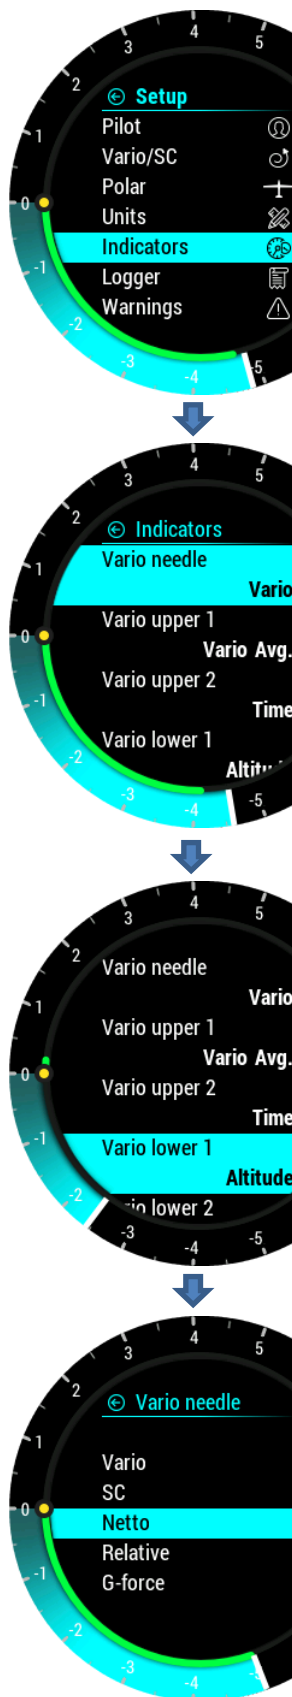 3 4 5
2
Setup
1
Pilot
Vario/SC
Polar
0
Units
Indicators
-1
Logger
Warnings
-2
-3 -4 -5
3 4 5
2
Indicators
1
Vario needle
Vario
Vario upper 1
0
Vario Avg.
Vario upper 2
-1
Time
Vario lower 1
-2
-3 -4 -5
3 4 5
2
Vario needle
1
Vario
Vario upper 1
0
Vario Avg.
Vario upper 2
-1
Time
Vario lower 1
Altitude
-2
lower 2
-3 -4 -5
3 4 5
2
Vario needle
1
Vario
SC
0
Netto
Relative
-1
G-force
-2
-3 -4